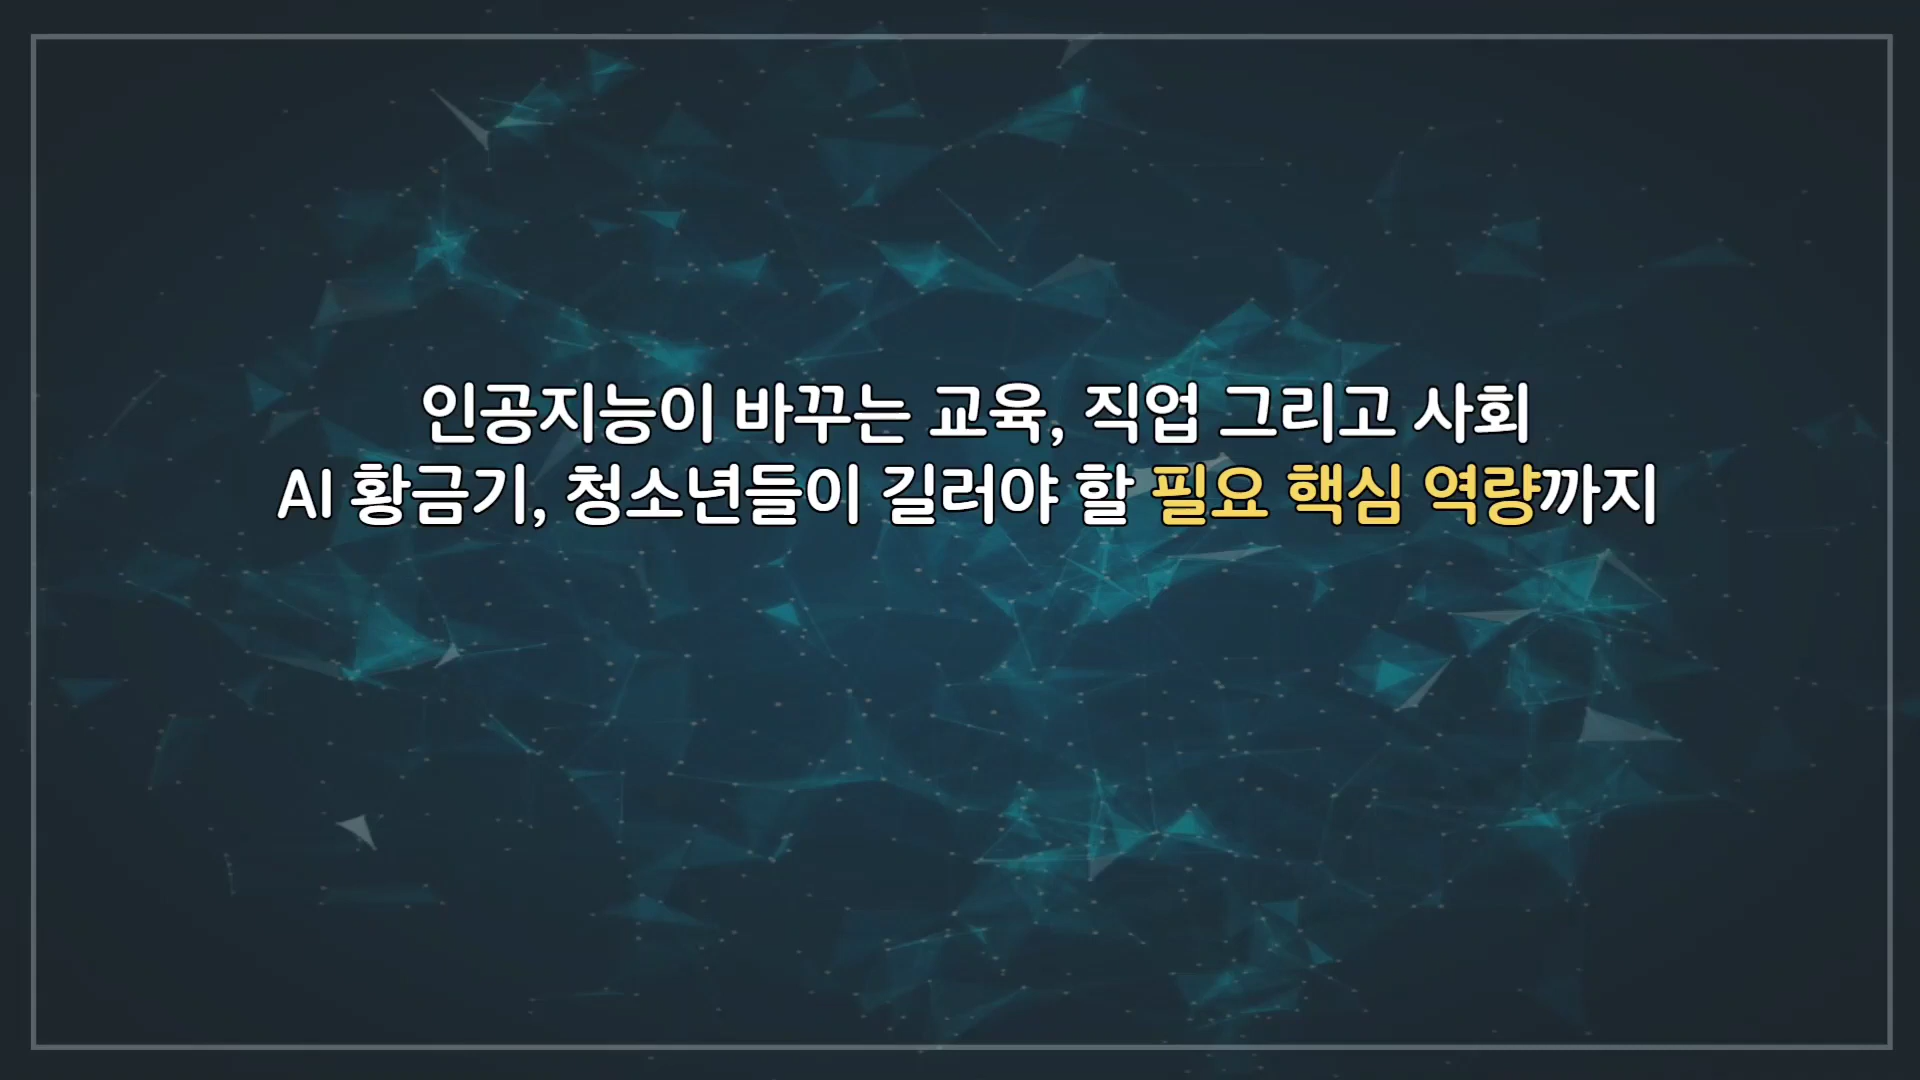 인공지능이 바꾸는 교육, 직업 그리고 사회
AI 황금기, 청소년들이 길러야 할 필요 핵심 역량까지